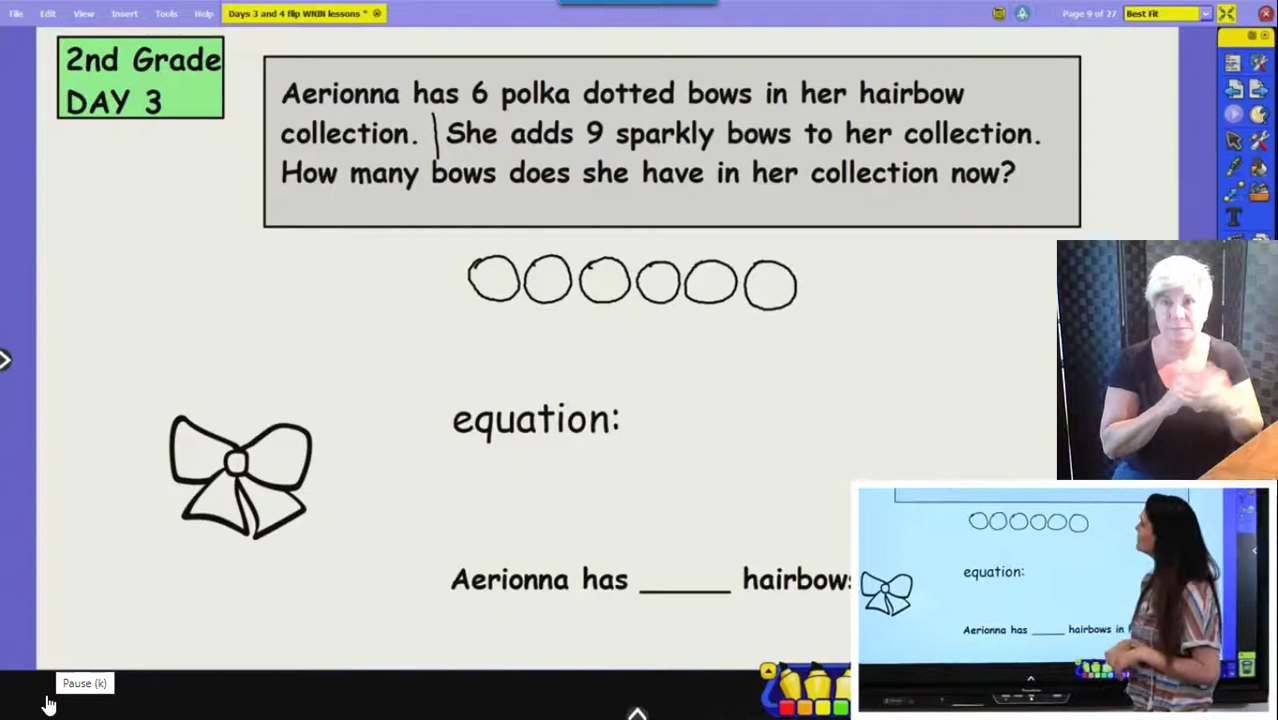 File Edit View Insert Tools Help Days 3 and 4 flip WNIN lessons * Page 9 of 27 Best Fit
2nd Grade
DAY 3
Aerionna has 6 polka dotted bows in her hairbow
collection. She adds 9 sparkly bows to her collection.
How many bows does she have in her collection now?
T
equation:
Aerionna has _____ hairbows
equation:
Aerionna has _____ hairbows in
Pause (k)